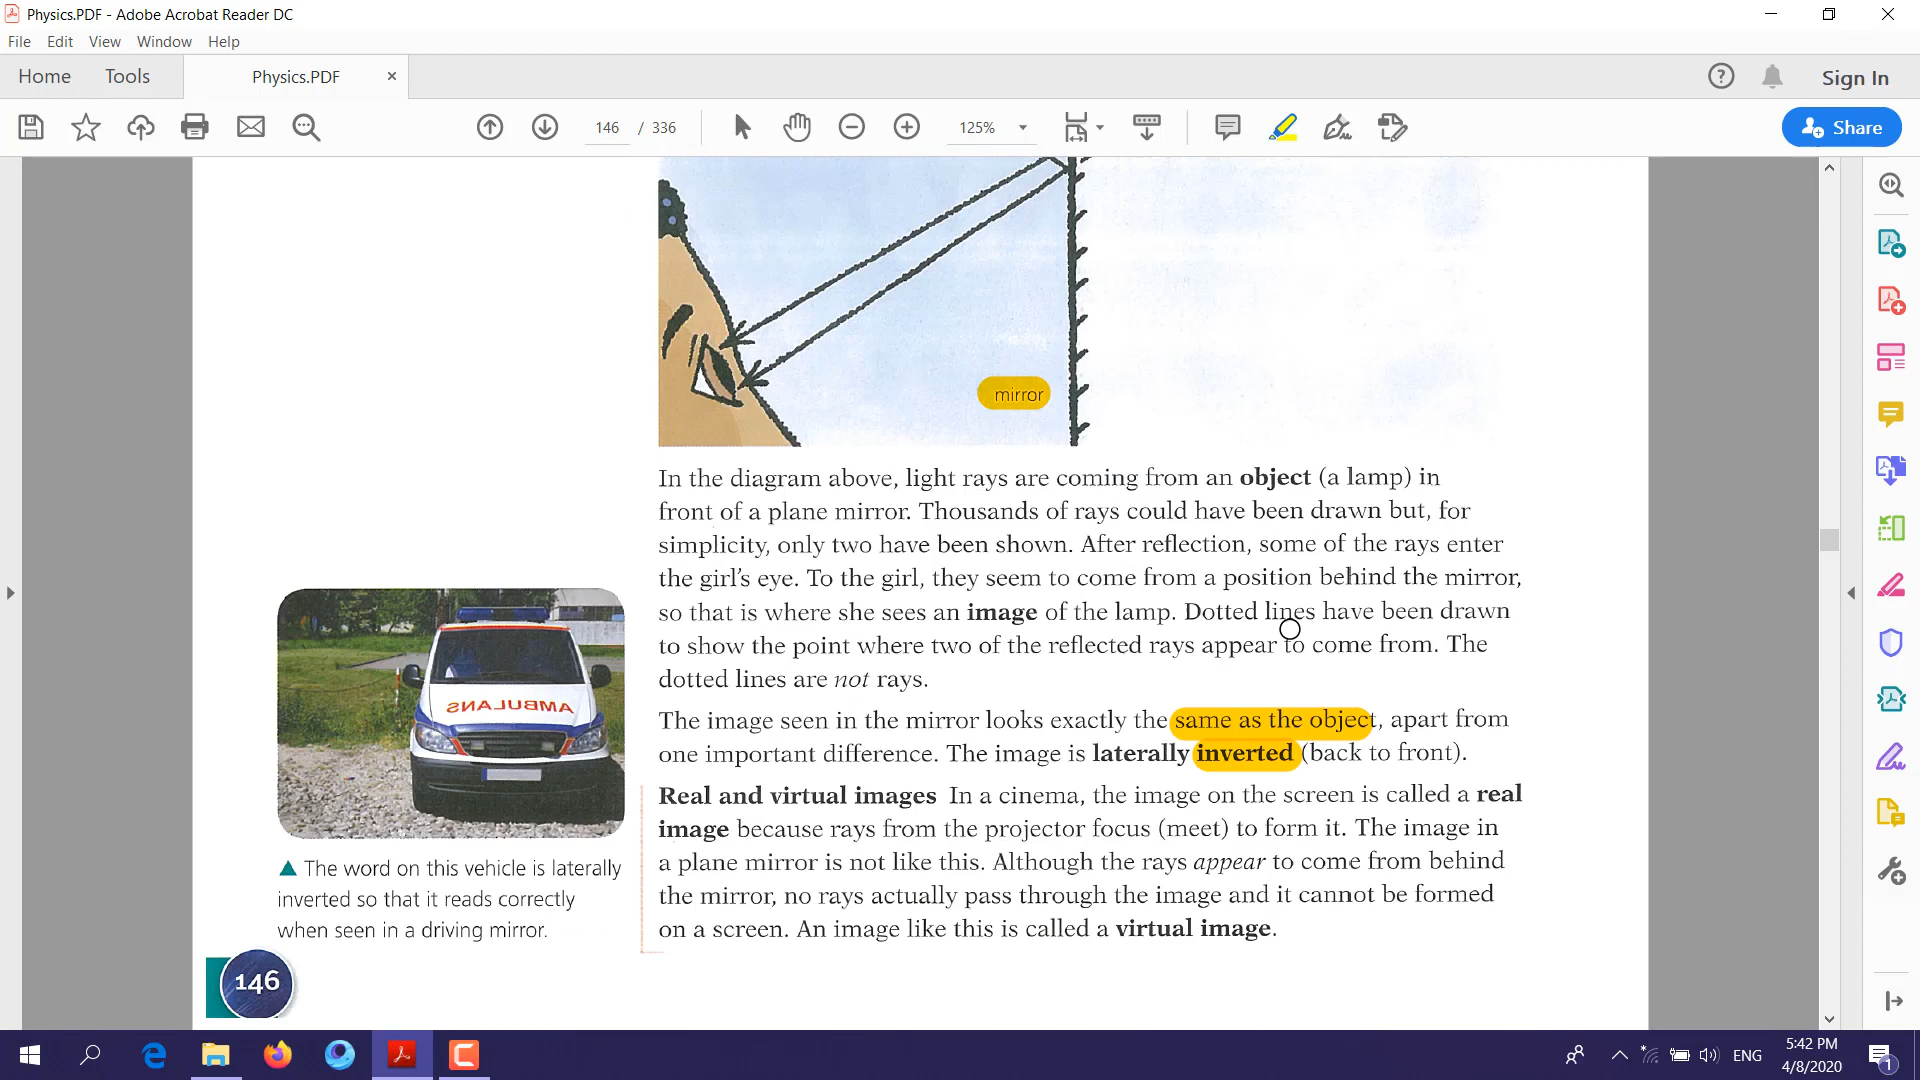 Physics.PDF - Adobe Acrobat Reader DC
File Edit View Window Help
Home Tools Physics.PDF × Sign In
146 / 336 125% Share
mirror
In the diagram above, light rays are coming from an object (a lamp) in
front of a plane mirror. Thousands of rays could have been drawn but, for
simplicity, only two have been shown. After reflection, some of the rays enter
the girl's eye. To the girl, they seem to come from a position behind the mirror,
so that is where she sees an image of the lamp. Dotted lines have been drawn
to show the point where two of the reflected rays appear to come from. The
dotted lines are not rays.
The image seen in the mirror looks exactly the same as the object, apart from
one important difference. The image is laterally inverted (back to front).
Real and virtual images In a cinema, the image on the screen is called a real
image because rays from the projector focus (meet) to form it. The image in
a plane mirror is not like this. Although the rays appear to come from behind
the mirror, no rays actually pass through the image and it cannot be formed
on a screen. An image like this is called a virtual image.
AMBULANS
▲ The word on this vehicle is laterally
inverted so that it reads correctly
when seen in a driving mirror.
146
ENG
5:42 PM
4/8/2020
1